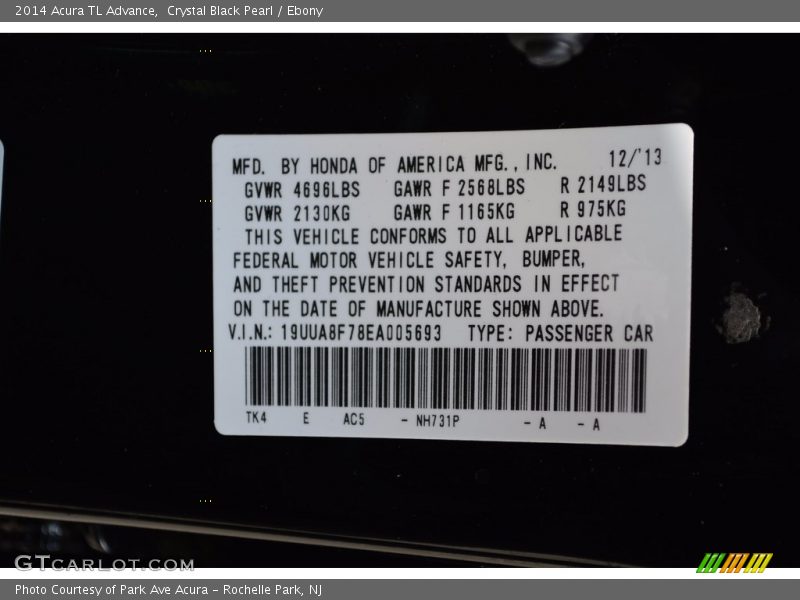 2014 Acura TL Advance,  Crystal Black Pearl / Ebony
MFD. BY HONDA OF AMERICA MFG., INC. 12/'13
GVWR 4696LBS GAWR F 2568LBS R 2149LBS
GVWR 2130KG GAWR F 1165KG R 975KG
THIS VEHICLE CONFORMS TO ALL APPLICABLE
FEDERAL MOTOR VEHICLE SAFETY, BUMPER,
AND THEFT PREVENTION STANDARDS IN EFFECT
ON THE DATE OF MANUFACTURE SHOWN ABOVE.
V.I.N.: 19UUA8F78EA005693 TYPE: PASSENGER CAR
TK4 E AC5 - NH731P - A - A
GTCARLOT.COM
Photo Courtesy of Park Ave Acura - Rochelle Park, NJ